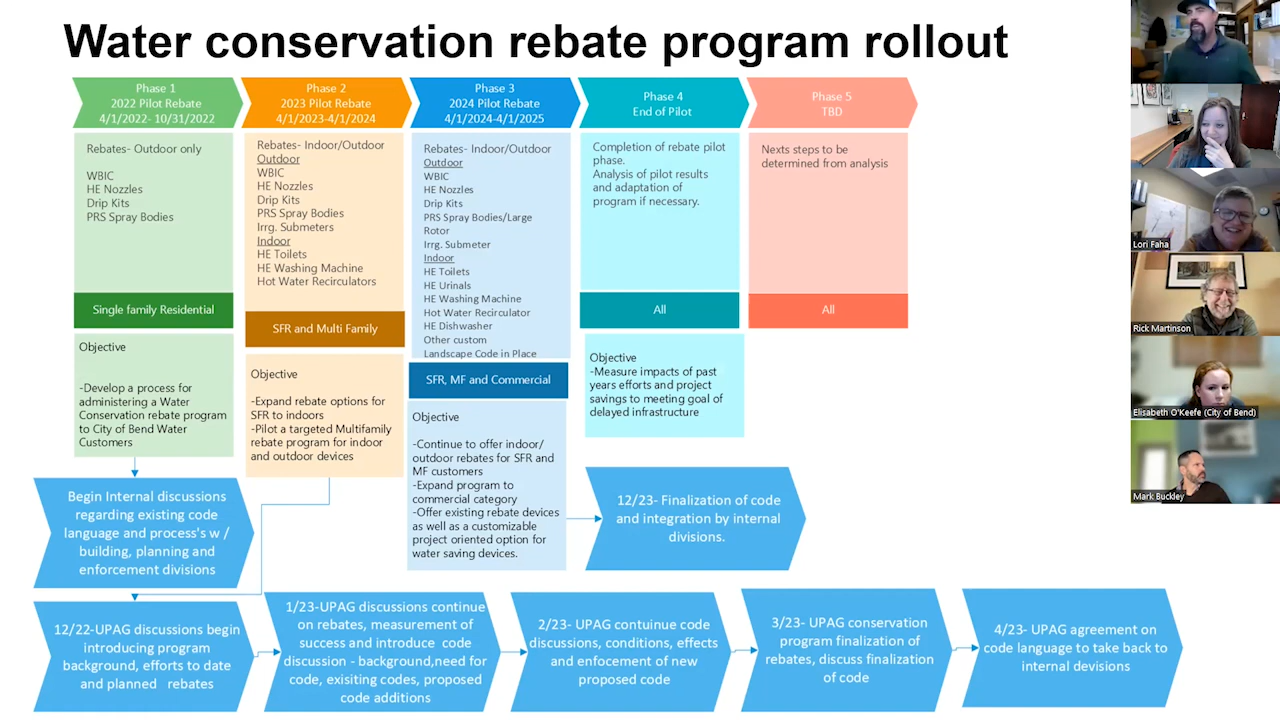 Water conservation rebate program rollout
Phase 1
2022 Pilot Rebate
4/1/2022- 10/31/2022
Phase 2
2023 Pilot Rebate
4/1/2023-4/1/2024
Phase 3
2024 Pilot Rebate
4/1/2024-4/1/2025
Phase 4
End of Pilot
Phase 5
TBD
Rebates- Outdoor only
WBIC
HE Nozzles
Drip Kits
PRS Spray Bodies
Single family Residential
Objective
-Develop a process for
administering a Water
Conservation rebate program
to City of Bend Water
Customers
Rebates- Indoor/Outdoor
Outdoor
WBIC
HE Nozzles
Drip Kits
PRS Spray Bodies
Irrg. Submeters
Indoor
HE Toilets
HE Washing Machine
Hot Water Recirculators
SFR and Multi Family
Objective
-Expand rebate options for
SFR to indoors
-Pilot a targeted Multifamily
rebate program for indoor
and outdoor devices
Rebates- Indoor/Outdoor
Outdoor
WBIC
HE Nozzles
Drip Kits
PRS Spray Bodies/Large
Rotor
Irrg. Submeter
Indoor
HE Toilets
HE Urinals
HE Washing Machine
Hot Water Recirculator
HE Dishwasher
Other custom
Landscape Code in Place
SFR, MF and Commercial
Objective
-Continue to offer indoor/
outdoor rebates for SFR and
MF customers
-Expand program to
commercial category
-Offer existing rebate devices
as well as a customizable
project oriented option for
water saving devices.
Completion of rebate pilot
phase.
Analysis of pilot results
and adaptation of
program if necessary.
All
Objective
-Measure impacts of past
years efforts and project
savings to meeting goal of
delayed infrastructure
Nexts steps to be
determined from analysis
All
Begin Internal discussions
regarding existing code
language and process's w /
building, planning and
enforcement divisions
12/23- Finalization of code
and integration by internal
divisions.
12/22-UPAG discussions begin
introducing program
background, efforts to date
and planned rebates
1/23-UPAG discussions continue
on rebates, measurement of
success and introduce code
discussion - background,need for
code, exisiting codes, proposed
code additions
2/23- UPAG contuinue code
discussions, conditions, effects
and enfocement of new
proposed code
3/23- UPAG conservation
program finalization of
rebates, discuss finalization
of code
4/23- UPAG agreement on
code language to take back to
internal devisions
Lori Faha
Rick Martinson
Elisabeth O'Keefe (City of Bend)
Mark Buckley